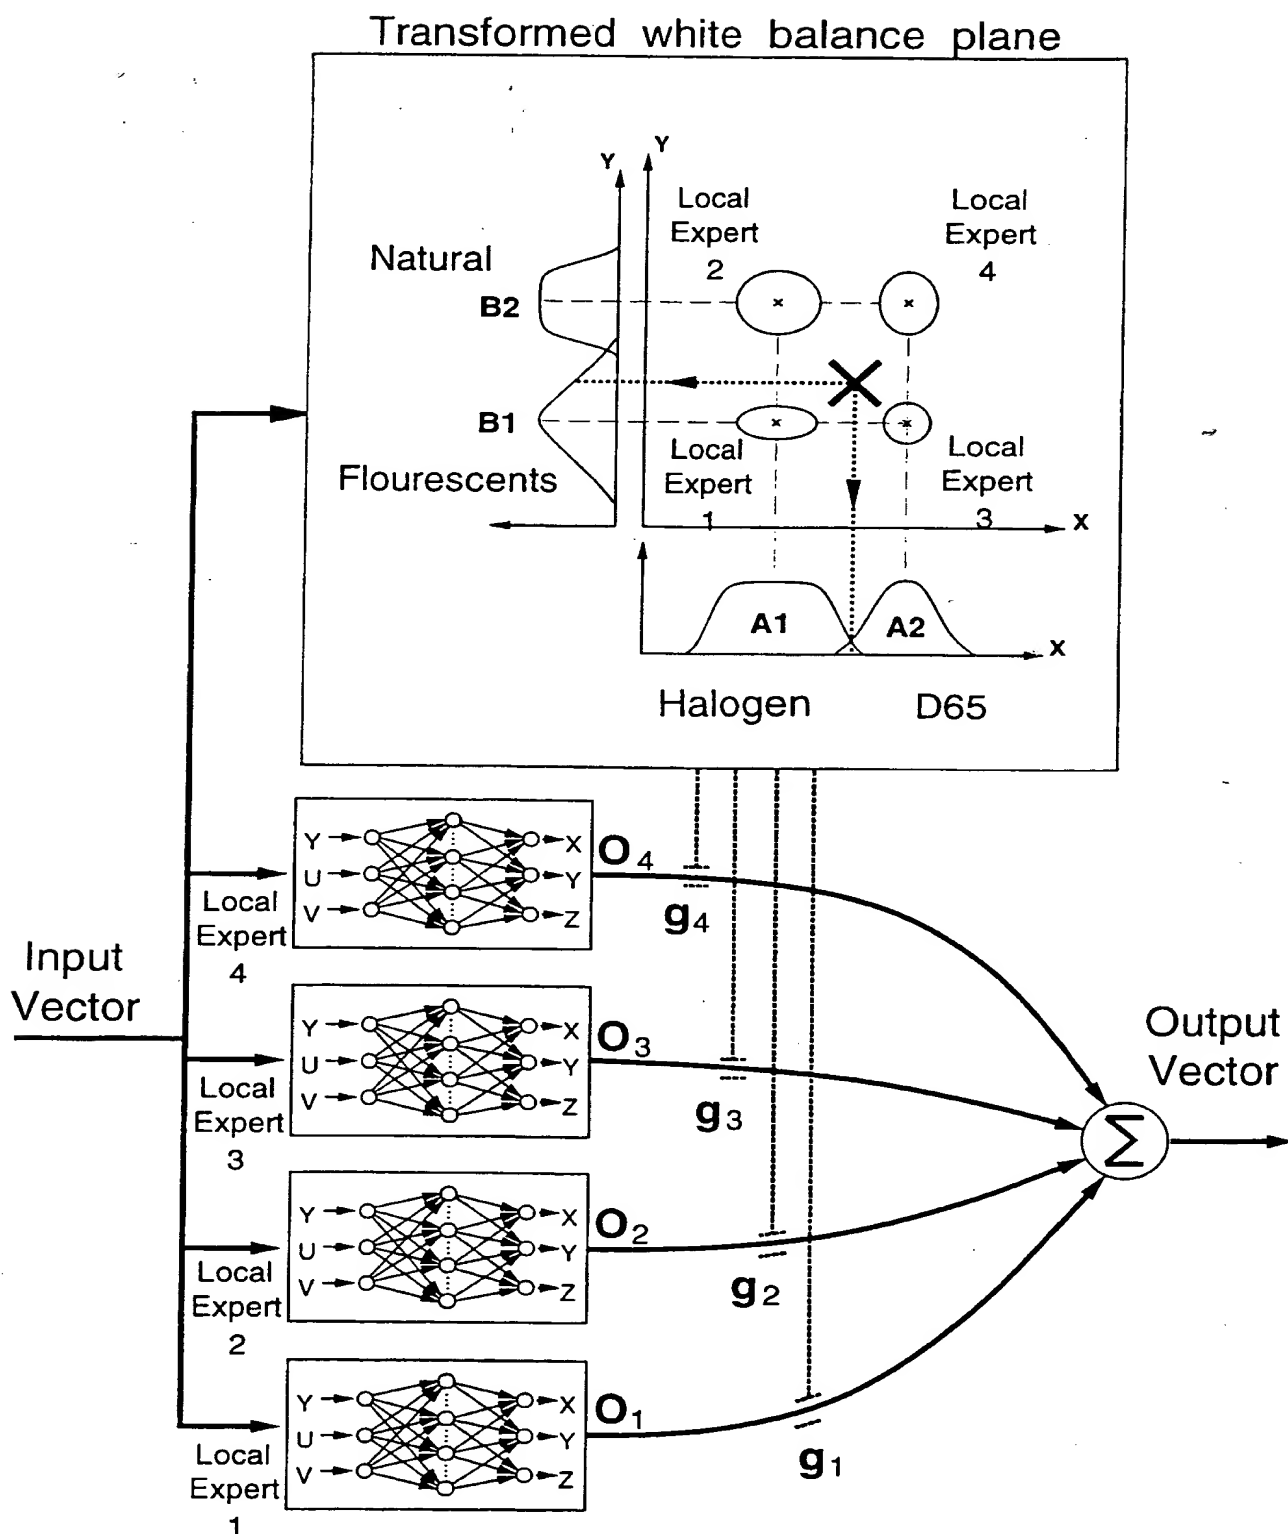 Transformed white balance plane
Y
Y
Local
Expert
2
Local
Expert
4
Natural
B2
B1
Flourescents
Local
Expert
1
Local
Expert
3
X
A1
A2
X
Halogen
D65
Y
U
V
X
Y
Z
O4
g4
Local
Expert
4
Input
Vector
Y
U
V
X
Y
Z
O3
g3
Local
Expert
3
Output
Vector
Σ
Y
U
V
X
Y
Z
O2
g2
Local
Expert
2
Y
U
V
X
Y
Z
O1
g1
Local
Expert
1